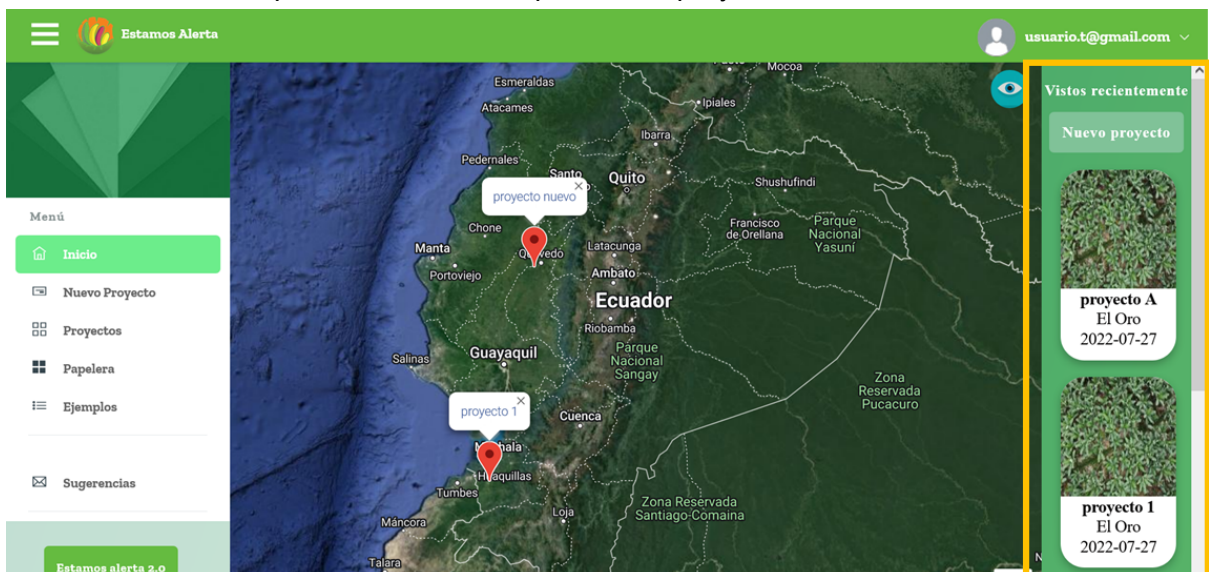 Estamos Alerta
usuario.t@gmail.com
Menú
Inicio
Nuevo Proyecto
Proyectos
Papelera
Ejemplos
Sugerencias
Estamos alerta 2.0
Mocoa
Esmeraldas
Atacames
Ipiales
Ibarra
Pedernales
Santo
Quito
Shushufindi
proyecto nuevo
Chone
Francisco
de Orellana
Parque
Nacional
Yasuní
Manta
Latacunga
Portoviejo
Ambato
Ecuador
Riobamba
Guayaquil
Parque
Nacional
Sangay
Salinas
Zona
Reservada
Pucacuro
proyecto 1
Cuenca
Huaquillas
Tumbes
Loja
Zona Reservada
Santiago-Comaina
Máncora
Talara
Vistos recientemente
Nuevo proyecto
proyecto A
El Oro
2022-07-27
proyecto 1
El Oro
2022-07-27